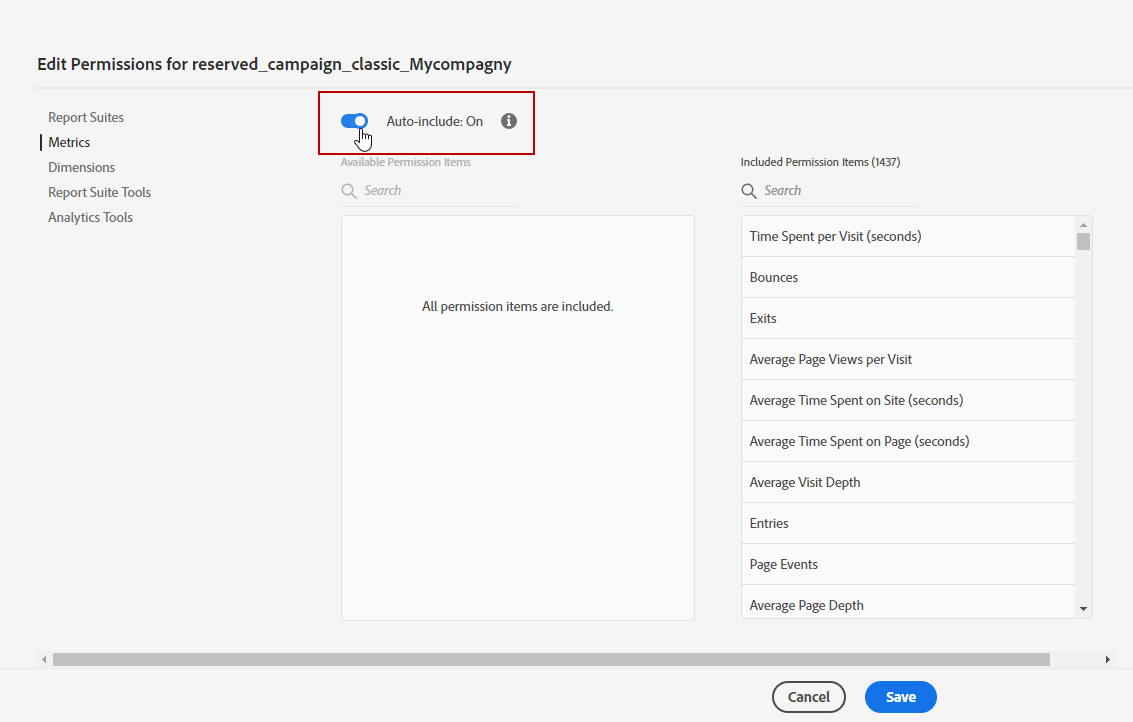 Edit Permissions for reserved_campaign_classic_Mycompagny
Report Suites
Metrics
Dimensions
Report Suite Tools
Analytics Tools
Auto-include: On
Available Permission Items
Search
All permission items are included.
Included Permission Items (1437)
Search
Time Spent per Visit (seconds)
Bounces
Exits
Average Page Views per Visit
Average Time Spent on Site (seconds)
Average Time Spent on Page (seconds)
Average Visit Depth
Entries
Page Events
Average Page Depth
Cancel
Save